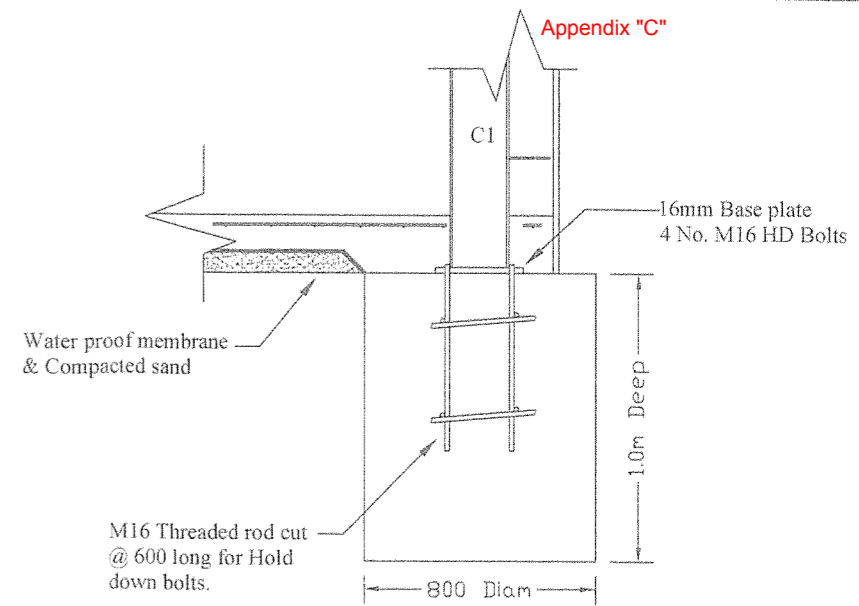 Appendix "C"
C1
16mm Base plate
4 No. M16 HD Bolts
Water proof membrane
& Compacted sand
1.0m Deep
M16 Threaded rod cut
@ 600 long for Hold
down bolts.
800 Diam